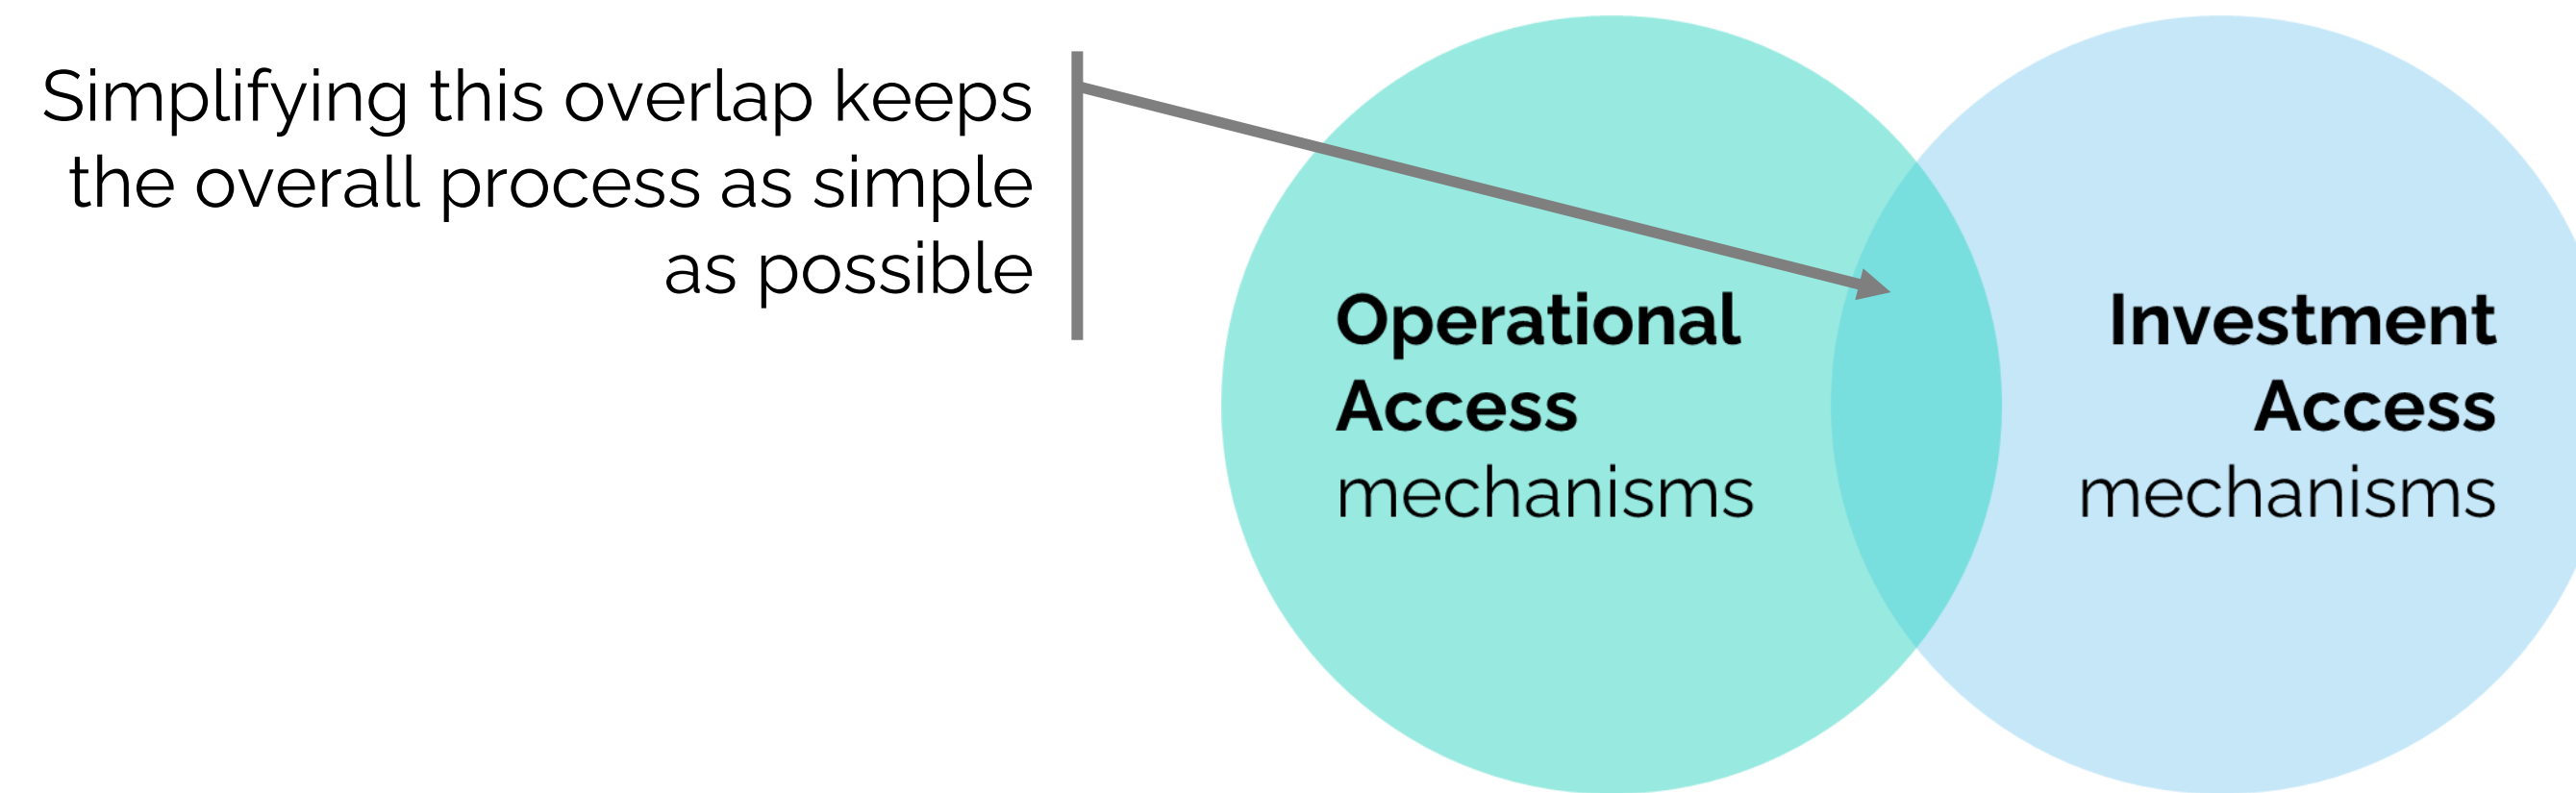 Simplifying this overlap keeps
the overall process as simple
as possible
Operational
Access
mechanisms
Investment
Access
mechanisms